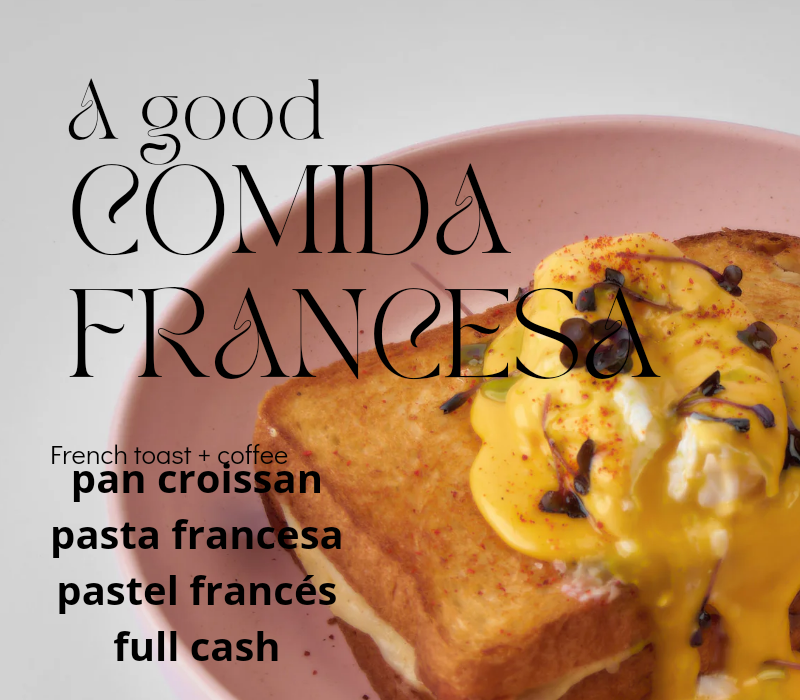 A good
COMIDA
FRANCESA
French toast + coffee
pan croissan
pasta francesa
pastel francés
full cash